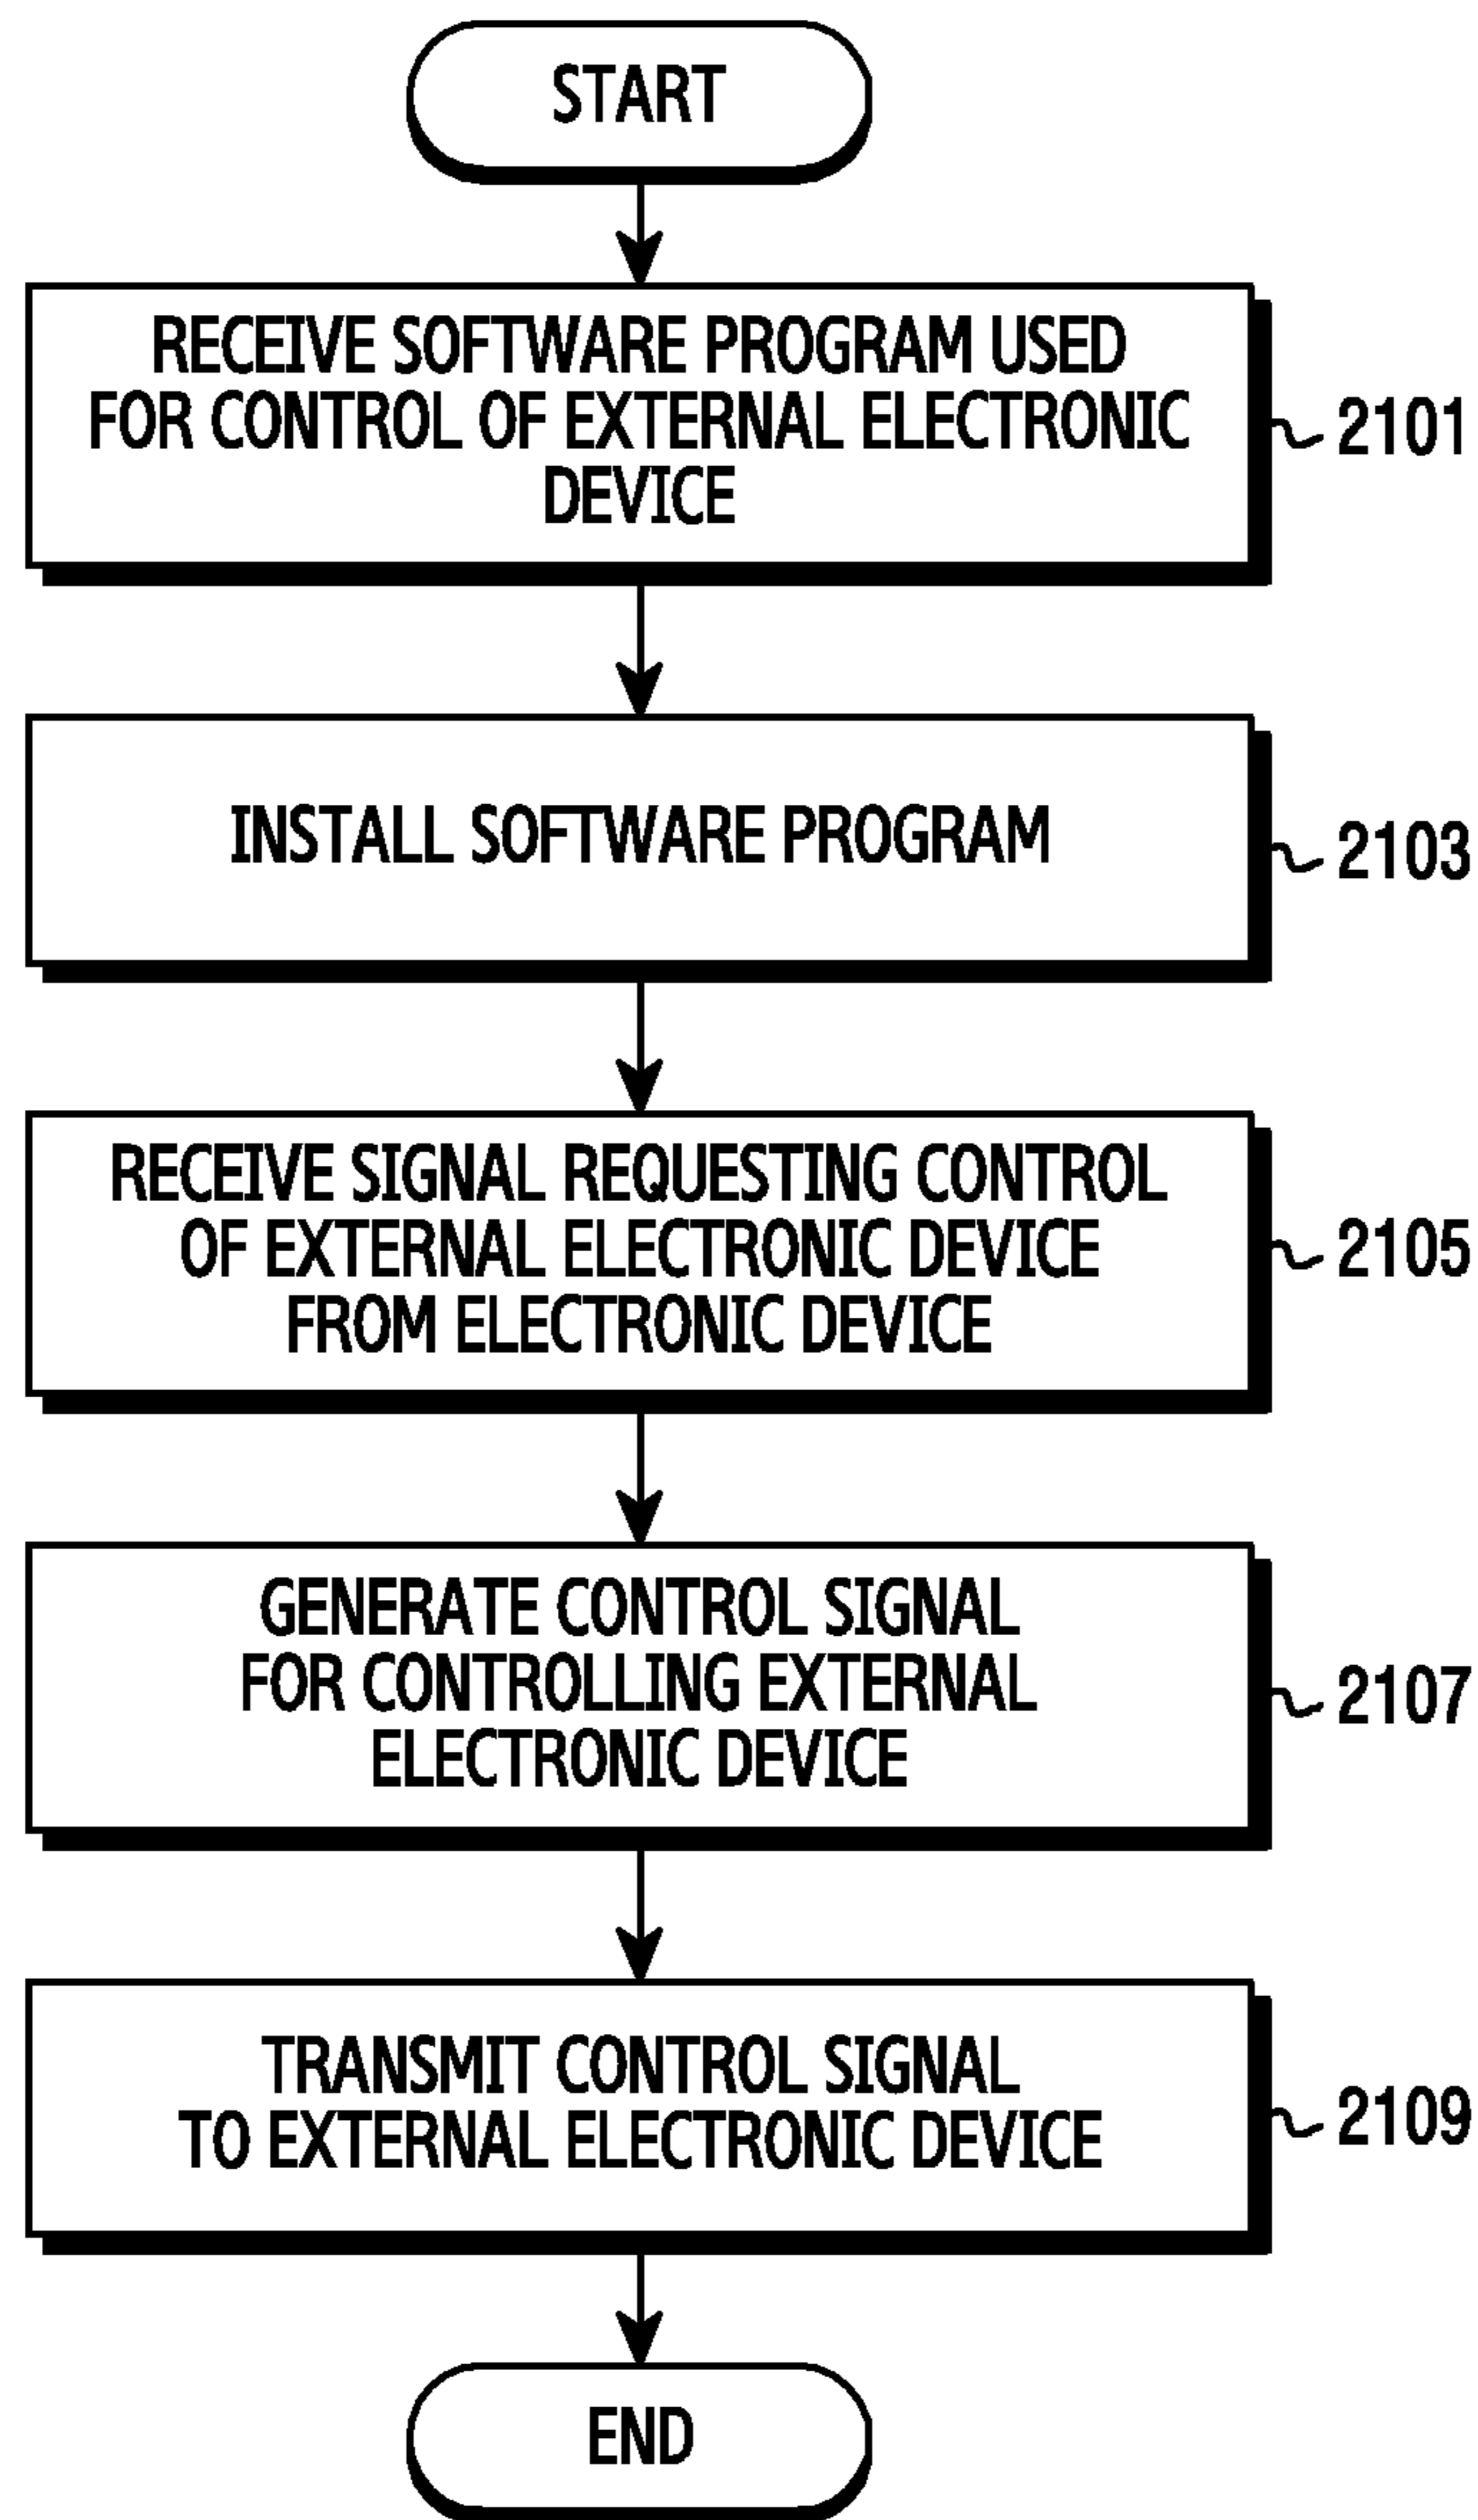 START
RECEIVE SOFTWARE PROGRAM USED
FOR CONTROL OF EXTERNAL ELECTRONIC
DEVICE
2101
INSTALL SOFTWARE PROGRAM
2103
RECEIVE SIGNAL REQUESTING CONTROL
OF EXTERNAL ELECTRONIC DEVICE
FROM ELECTRONIC DEVICE
2105
GENERATE CONTROL SIGNAL
FOR CONTROLLING EXTERNAL
ELECTRONIC DEVICE
2107
TRANSMIT CONTROL SIGNAL
TO EXTERNAL ELECTRONIC DEVICE
2109
END